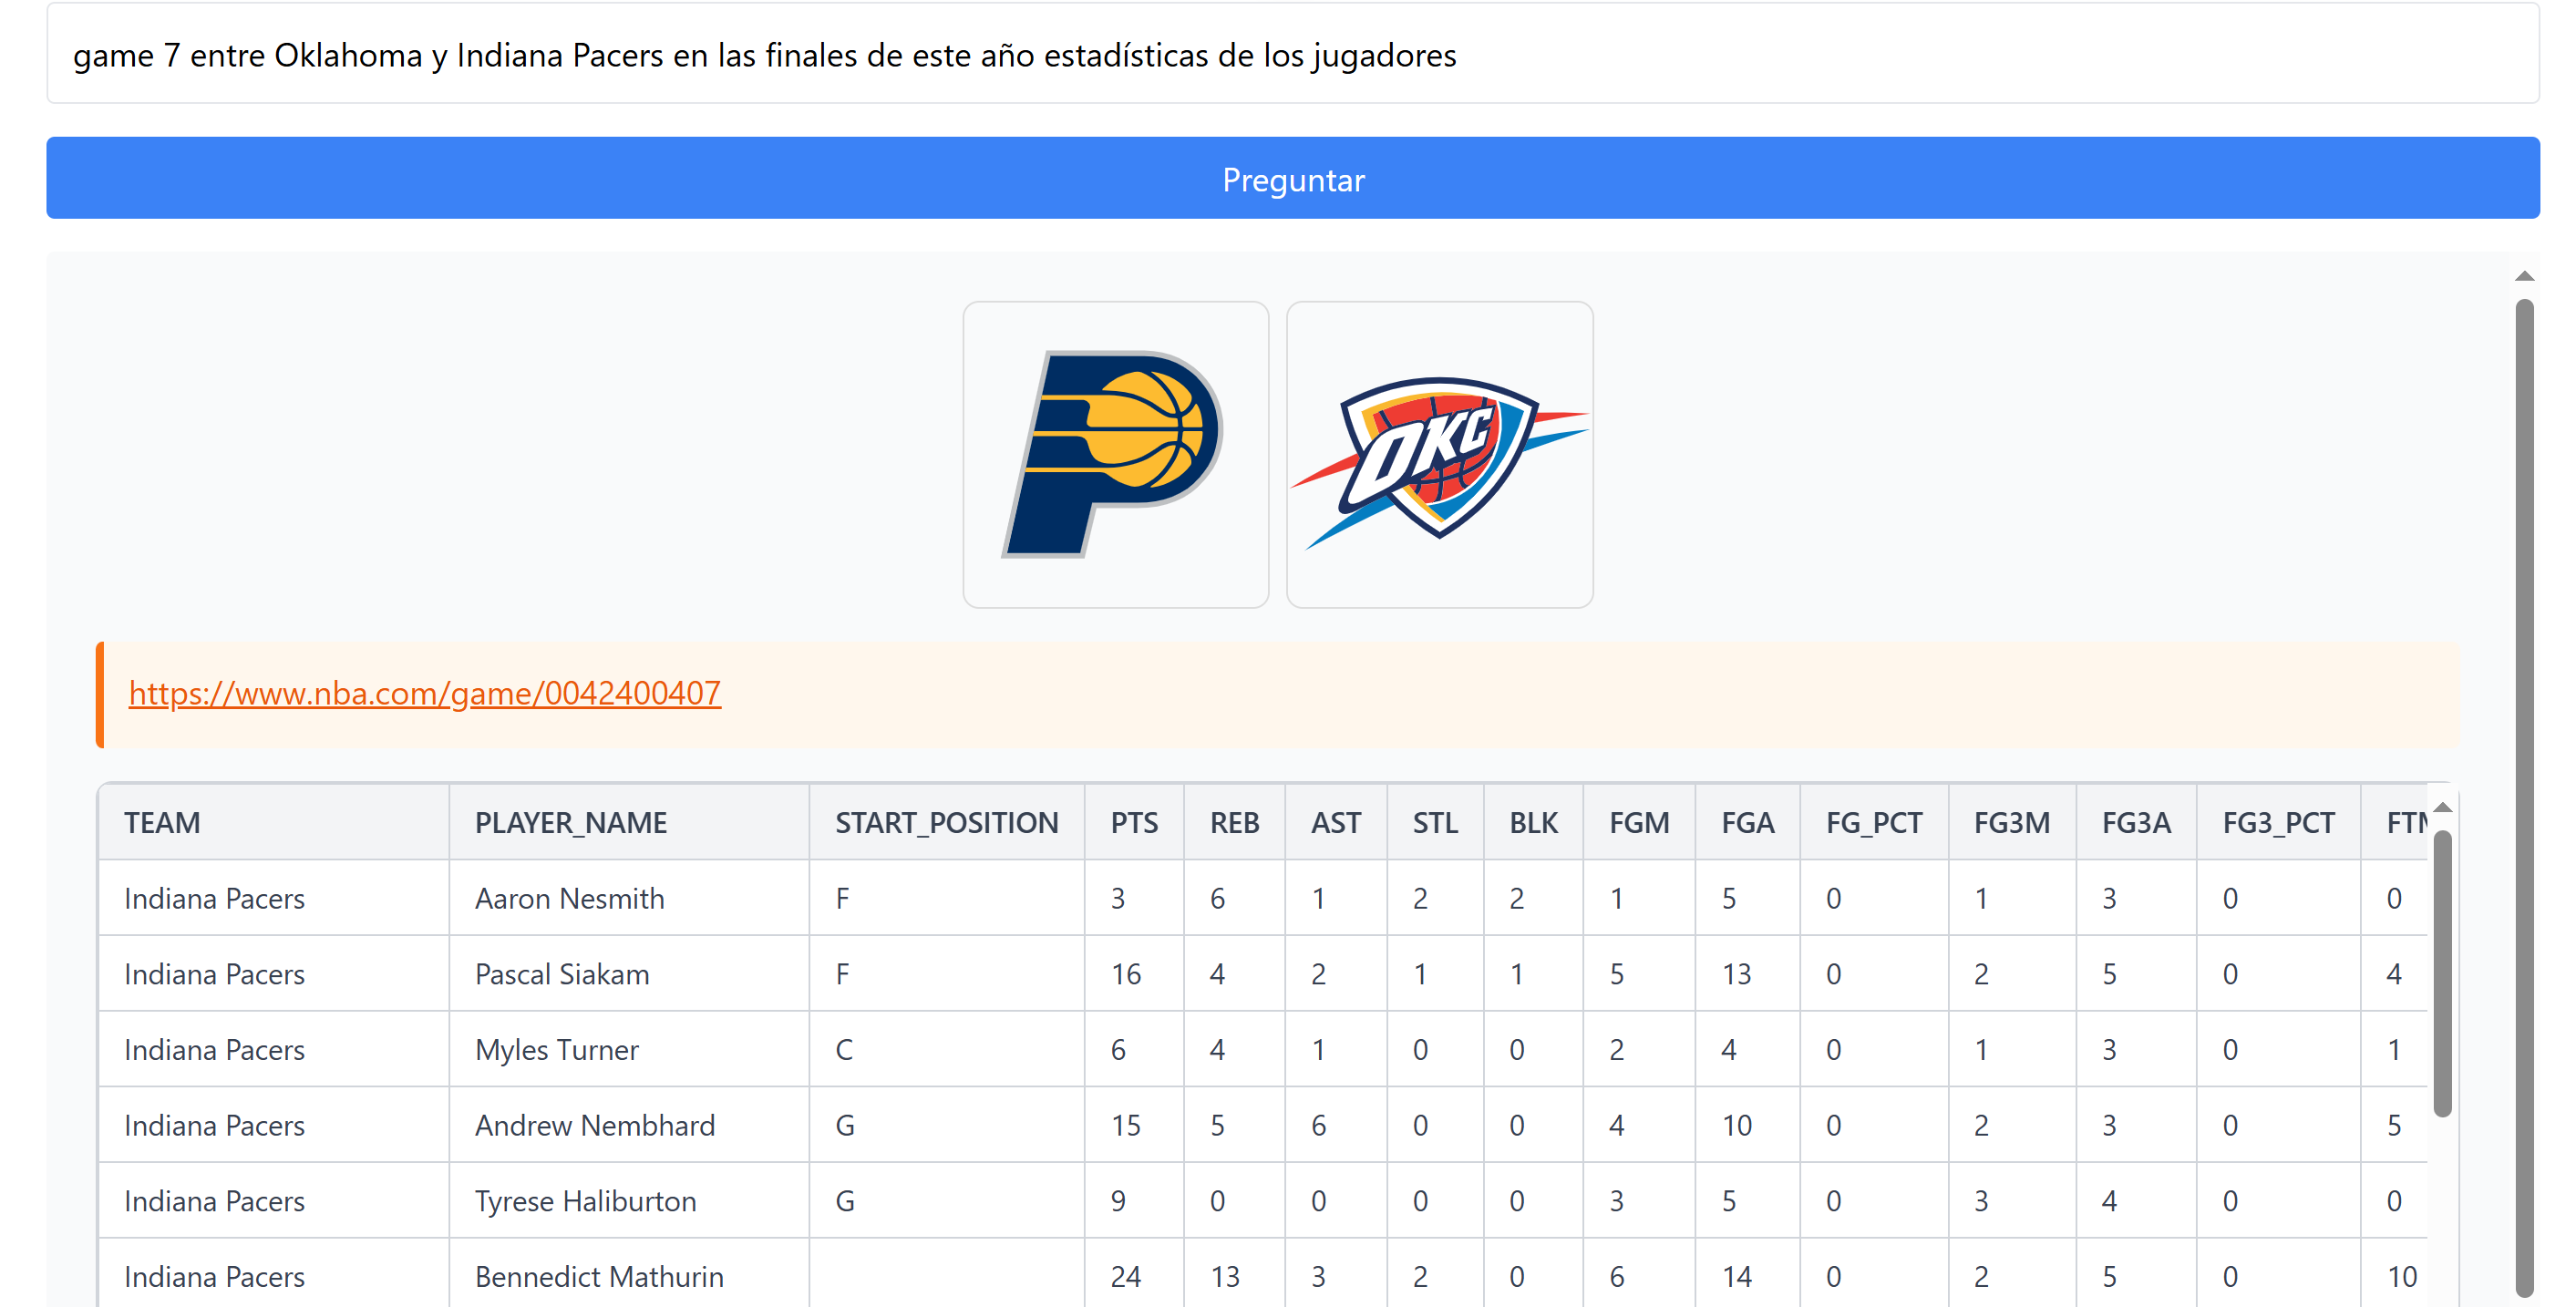 game 7 entre Oklahoma y Indiana Pacers en las finales de este año estadísticas de los jugadores
Preguntar
OKC
https://www.nba.com/game/0042400407
TEAM PLAYER_NAME START_POSITION PTS REB AST STL BLK FGM FGA FG_PCT FG3M FG3A FG3_PCT
Indiana Pacers Aaron Nesmith F 3 6 1 2 2 1 5 0 1 3 0 0
Indiana Pacers Pascal Siakam F 16 4 2 1 1 5 13 0 2 5 0 4
Indiana Pacers Myles Turner C 6 4 1 0 0 2 4 0 1 3 0 1
Indiana Pacers Andrew Nembhard G 15 5 6 0 0 4 10 0 2 3 0 5
Indiana Pacers Tyrese Haliburton G 9 0 0 0 0 3 5 0 3 4 0 0
Indiana Pacers Bennedict Mathurin 24 13 3 2 0 6 14 0 2 5 0 10